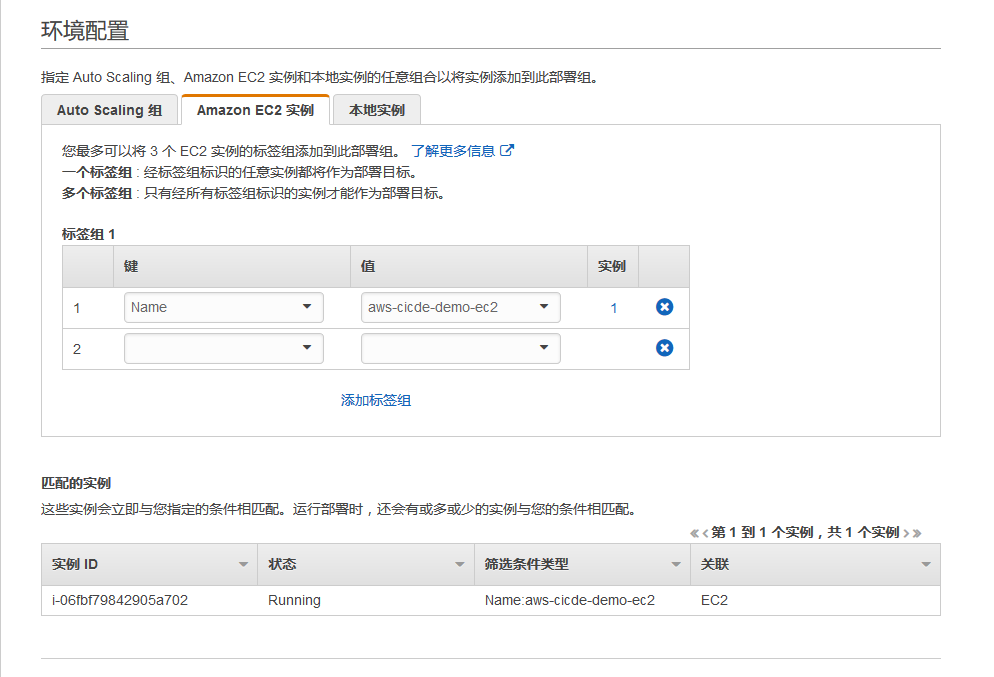 环境配置
指定 Auto Scaling 组、Amazon EC2 实例和本地实例的任意组合以将实例添加到此部署组。
Auto Scaling 组 Amazon EC2 实例 本地实例
您最多可以将 3 个 EC2 实例的标签组添加到此部署组。 了解更多信息
一个标签组 : 经标签组标识的任意实例都将作为部署目标。
多个标签组 : 只有经所有标签组标识的实例才能作为部署目标。
标签组 1
键 值 实例
1 Name aws-cicde-demo-ec2 1
2
添加标签组
匹配的实例
这些实例会立即与您指定的条件相匹配。运行部署时，还会有或多或少的实例与您的条件相匹配。
« ‹ 第 1 到 1 个实例，共 1 个实例 › »
实例 ID 状态 筛选条件类型 关联
i-06fbf79842905a702 Running Name:aws-cicde-demo-ec2 EC2